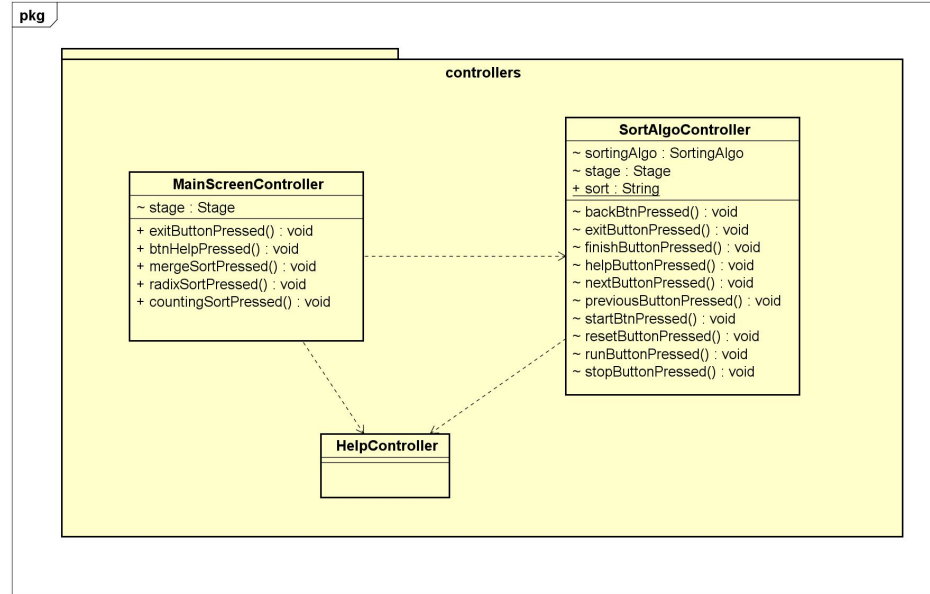 pkg
controllers
MainScreenController
~ stage : Stage
+ exitButtonPressed() : void
+ btnHelpPressed() : void
+ mergeSortPressed() : void
+ radixSortPressed() : void
+ countingSortPressed() : void
SortAlgoController
~ sortingAlgo : SortingAlgo
~ stage : Stage
+ sort : String
~ backBtnPressed() : void
~ exitButtonPressed() : void
~ finishButtonPressed() : void
~ helpButtonPressed() : void
~ nextButtonPressed() : void
~ previousButtonPressed() : void
~ startBtnPressed() : void
~ resetButtonPressed() : void
~ runButtonPressed() : void
~ stopButtonPressed() : void
HelpController